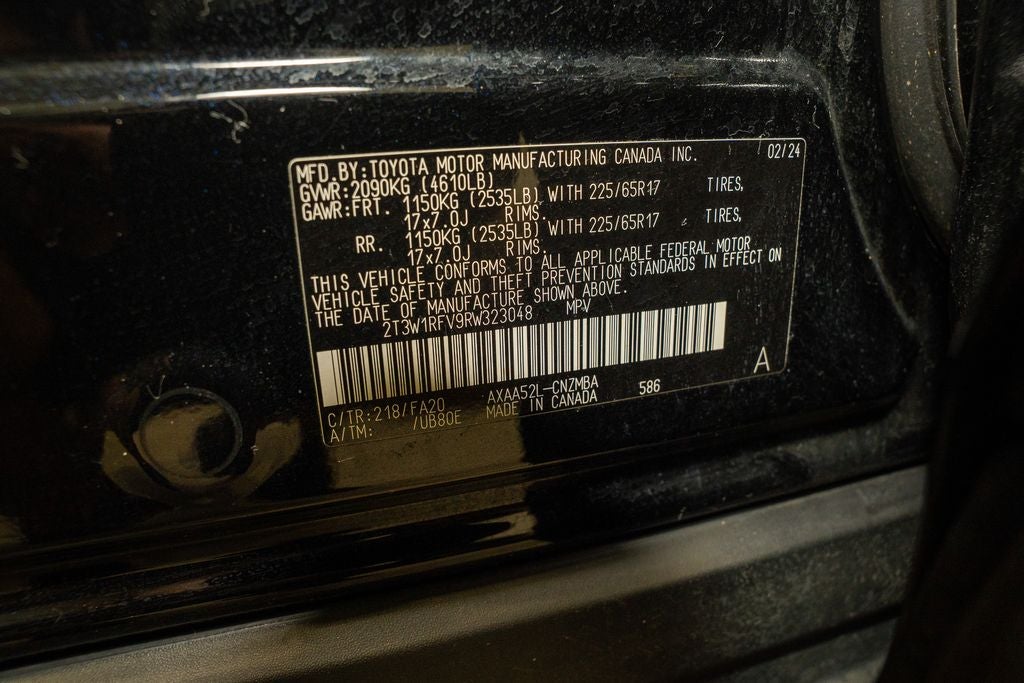 MFD.BY:TOYOTA MOTOR MANUFACTURING CANADA INC. 02/24
GVWR:2090KG (4610LB)
GAWR:FRT. 1150KG (2535LB) WITH 225/65R17 TIRES,
17x7.0J RIMS.
RR. 1150KG (2535LB) WITH 225/65R17 TIRES,
17x7.0J RIMS.
THIS VEHICLE CONFORMS TO ALL APPLICABLE FEDERAL MOTOR
VEHICLE SAFETY AND THEFT PREVENTION STANDARDS IN EFFECT ON
THE DATE OF MANUFACTURE SHOWN ABOVE.
2T3W1RFV9RW323048 MPV
A
C/TR:218/FA20 AXAA52L-CNZMBA 586
A/TM: /UB80E MADE IN CANADA